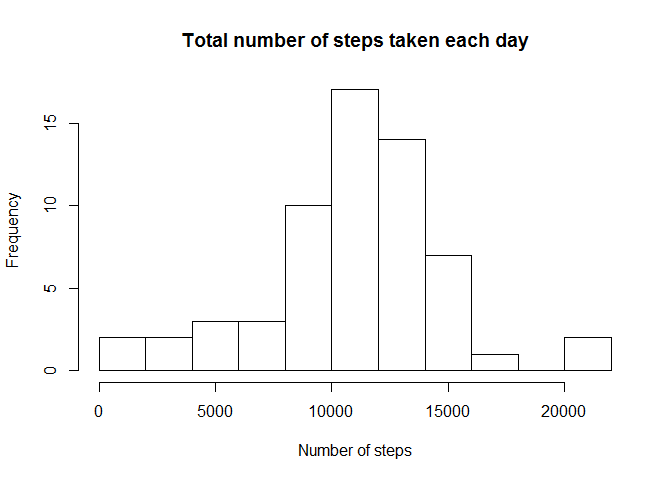 Total number of steps taken each day
Frequency
15
10
5
0
0 5000 10000 15000 20000
Number of steps